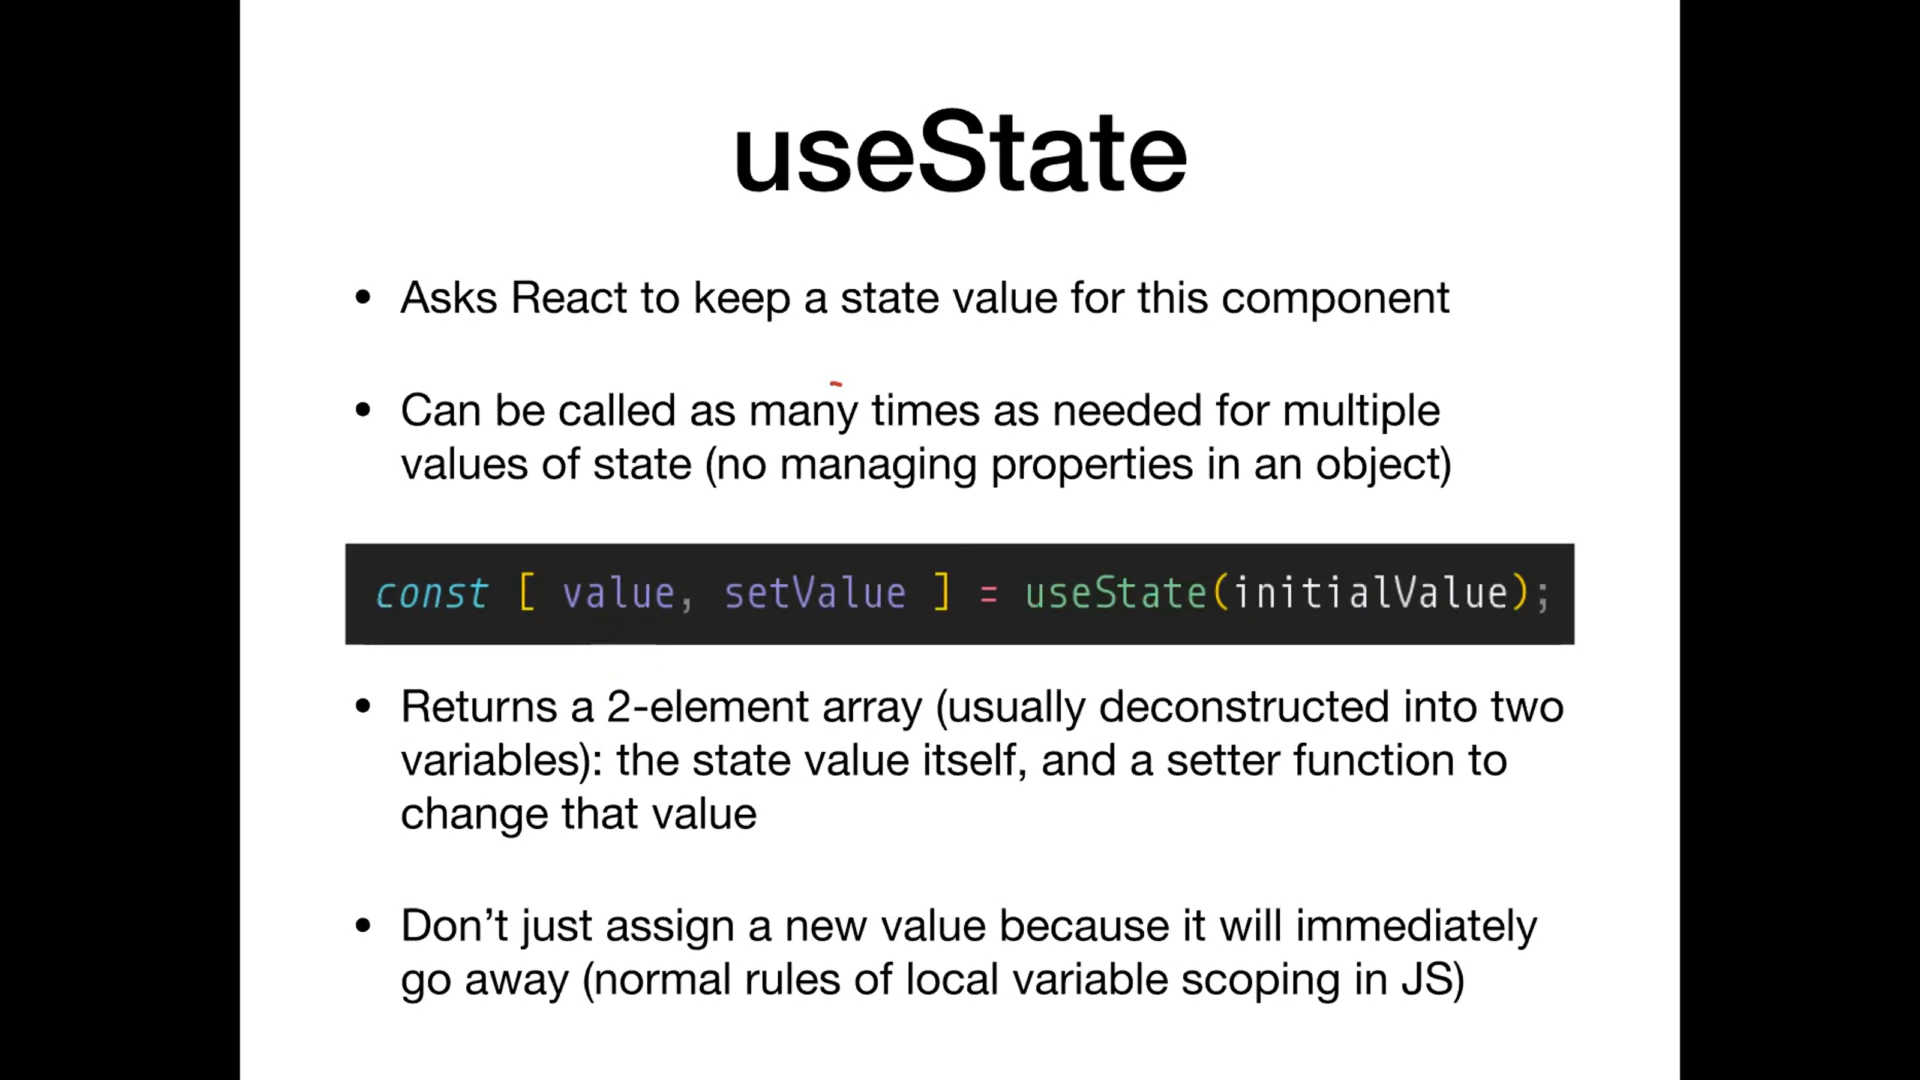 useState
• Asks React to keep a state value for this component
• Can be called as many times as needed for multiple
values of state (no managing properties in an object)
const [ value, setValue ] = useState(initialValue);
• Returns a 2-element array (usually deconstructed into two
variables): the state value itself, and a setter function to
change that value
• Don’t just assign a new value because it will immediately
go away (normal rules of local variable scoping in JS)